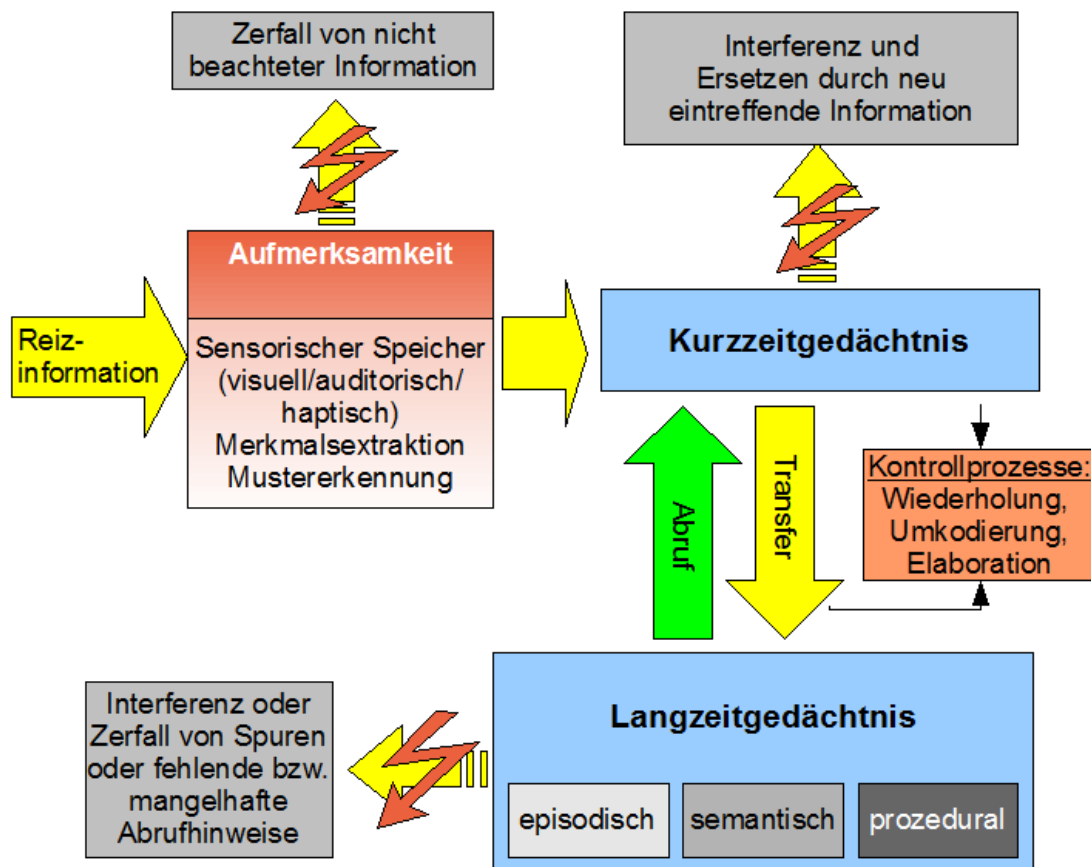 Zerfall von nicht
beachteter Information
Interferenz und
Ersetzen durch neu
eintreffende Information
Aufmerksamkeit
Reiz-
information
Sensorischer Speicher
(visuell/auditorisch/
haptisch)
Merkmalsextraktion
Mustererkennung
Kurzzeitgedächtnis
Abruf
Transfer
Kontrollprozesse:
Wiederholung,
Umkodierung,
Elaboration
Interferenz oder
Zerfall von Spuren
oder fehlende bzw.
mangelhafte
Abrufhinweise
Langzeitgedächtnis
episodisch
semantisch
prozedural